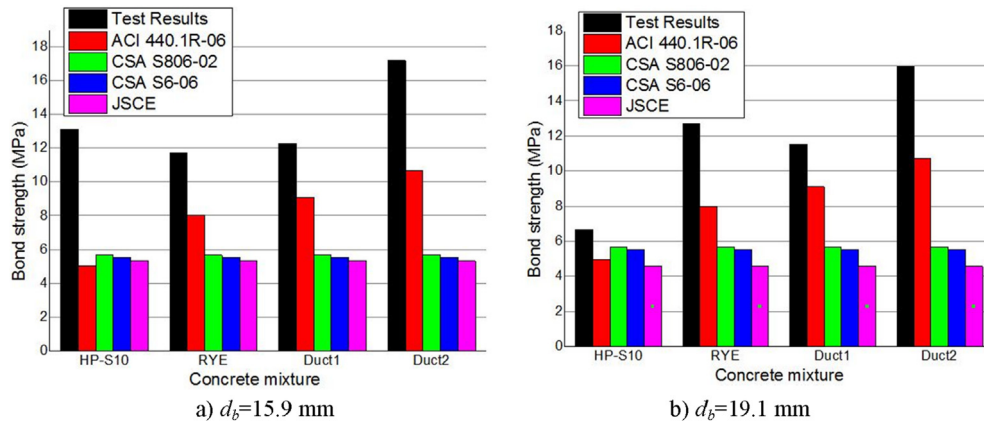 Test Results
ACI 440.1R-06
CSA S806-02
CSA S6-06
JSCE
18
16
14
12
10
8
6
4
2
0
Bond strength (MPa)
HP-S10 RYE Duct1 Duct2
Concrete mixture
a) d_b=15.9 mm
Test Results
ACI 440.1R-06
CSA S806-02
CSA S6-06
JSCE
18
16
14
12
10
8
6
4
2
0
Bond strength (MPa)
HP-S10 RYE Duct1 Duct2
Concrete mixture
b) d_b=19.1 mm